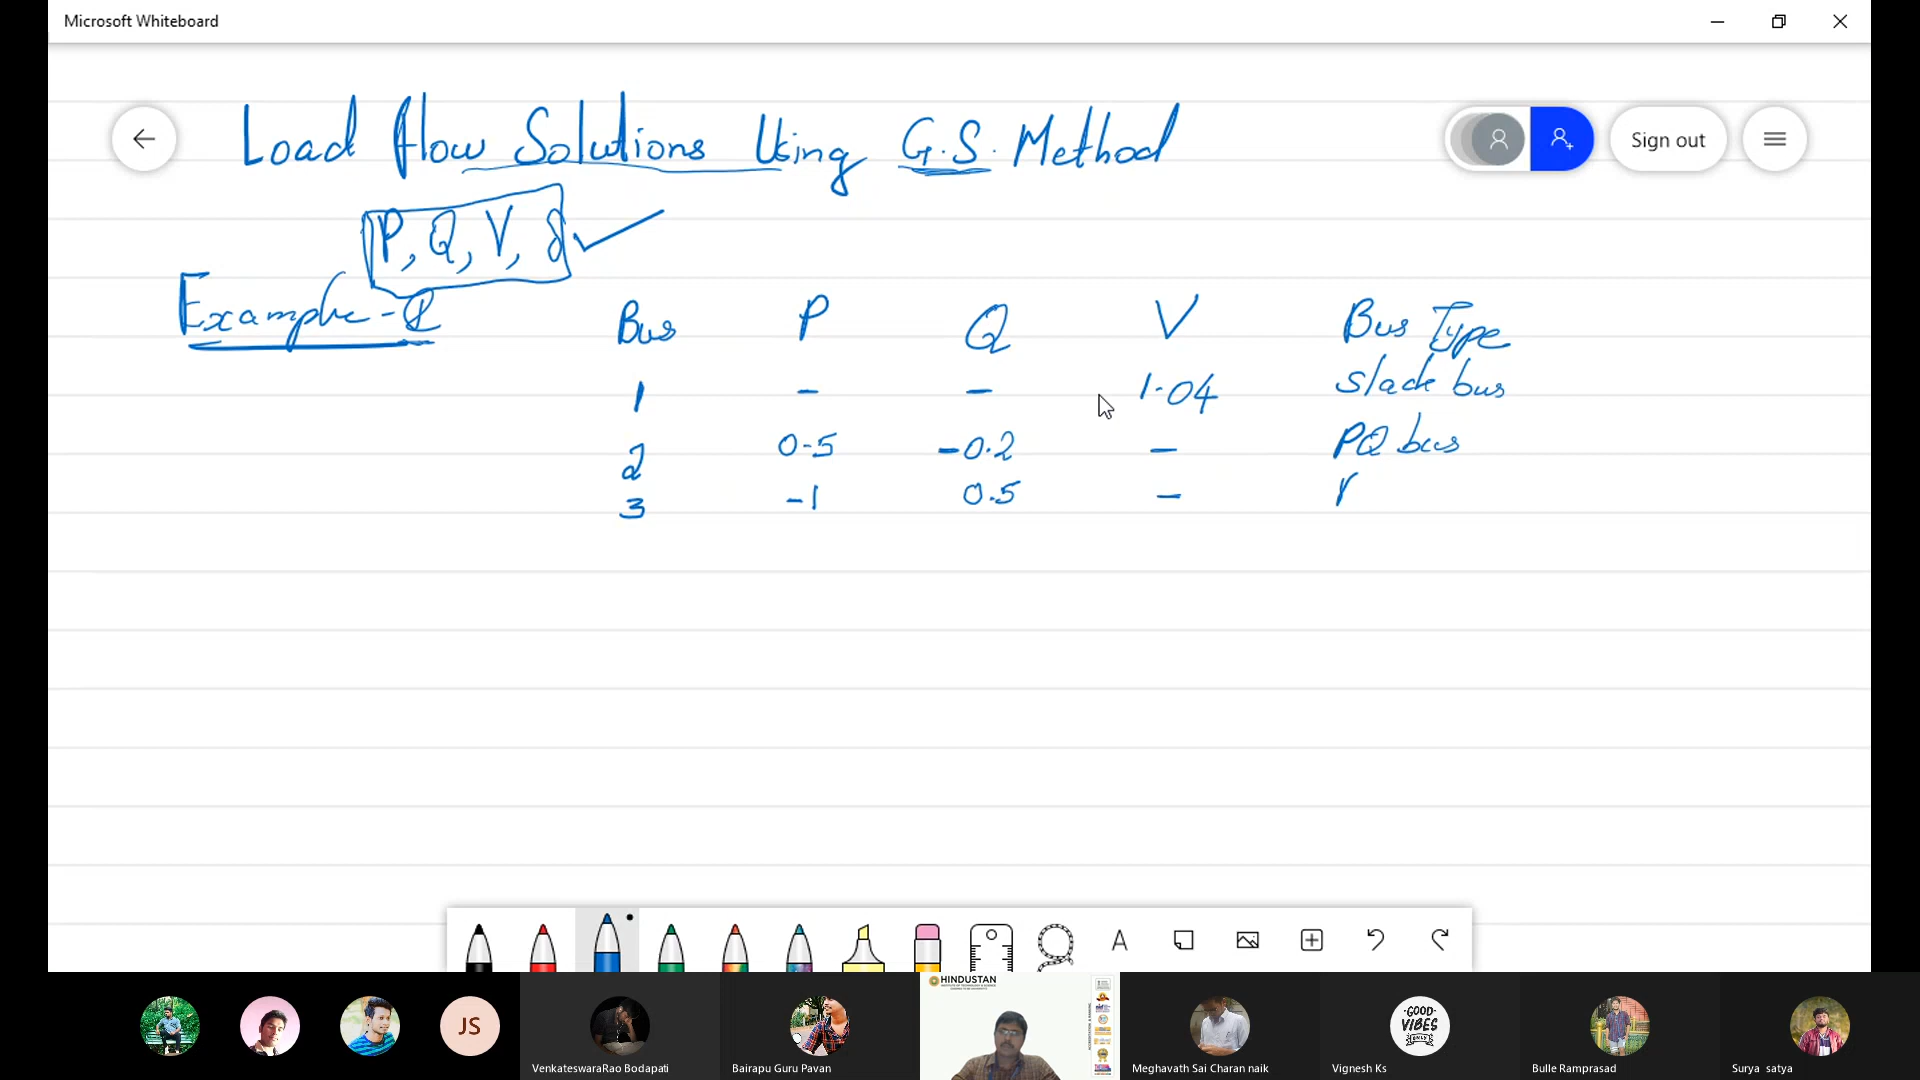 Microsoft Whiteboard
Load flow Solutions Using G.S. Method
Sign out
P, Q, V, δ
Example-1
Bus P Q V Bus Type
1 - - 1.04 Slack bus
2 0.5 -0.2 - PQ bus
3 -1 0.5 -
A
HINDUSTAN
JS
GOOD
VIBES
ONLY
VenkateswaraRao Bodapati
Bairapu Guru Pavan
Meghavath Sai Charan naik
Vignesh Ks
Bulle Ramprasad
Surya satya